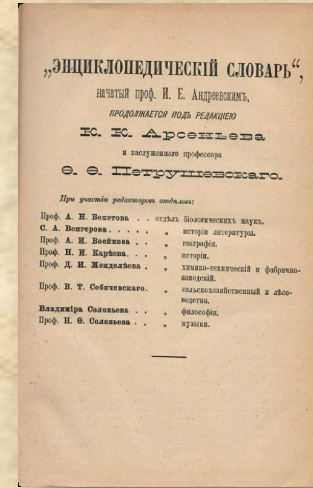 „ЭНЦИКЛОПЕДИЧЕСКІЙ СЛОВАРЬ“,
начатый проф. И. Е. Андреевскимъ,
ПРОДОЛЖАЕТСЯ ПОДЪ РЕДАКЦІЕЮ
К. К. Арсеньева
и заслуженнаго профессора
Ѳ. Ѳ. Петрушевскаго.
При участіи редакторовъ отдѣловъ:
Проф. А. Н. Бекетова . . отдѣлъ біологическихъ наукъ.
С. А. Венгерова . . . . . . „ исторіи литературы.
Проф. А. И. Воейкова . . „ географіи.
Проф. Н. И. Карѣева . . . „ исторіи.
Проф. Д. И. Менделѣева . „ химико-техническій и фабрично-
заводскій.
Проф. В. Т. Собичевскаго. „ сельскохозяйственный и лѣсо-
водства.
Владиміра Соловьева . . . „ философіи.
Проф. Н. Ѳ. Соловьева . . „ музыки.